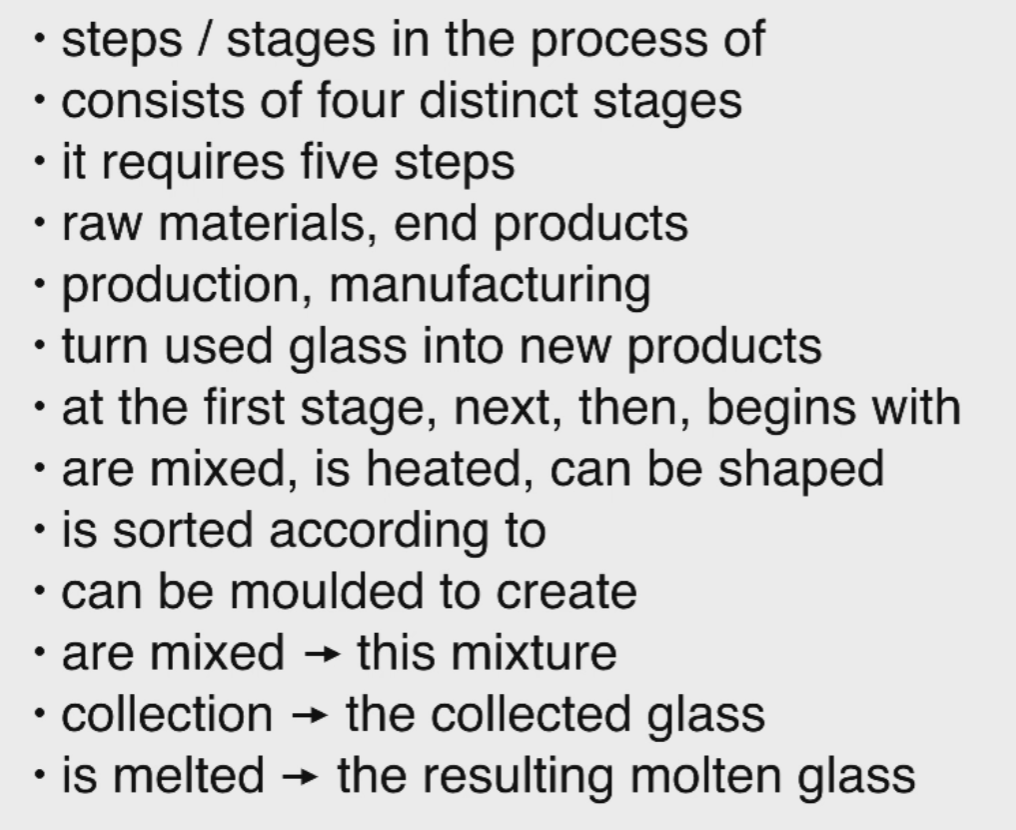 • steps / stages in the process of
• consists of four distinct stages
• it requires five steps
• raw materials, end products
• production, manufacturing
• turn used glass into new products
• at the first stage, next, then, begins with
• are mixed, is heated, can be shaped
• is sorted according to
• can be moulded to create
• are mixed → this mixture
• collection → the collected glass
• is melted → the resulting molten glass